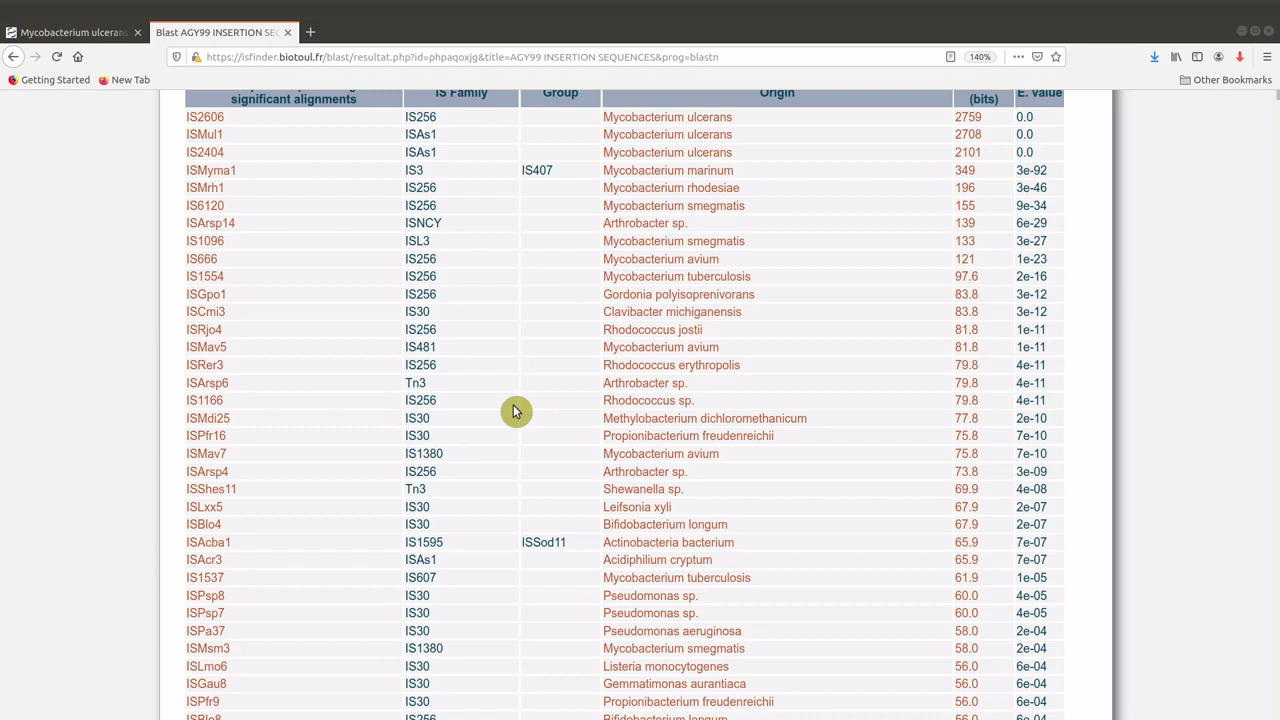 Mycobacterium ulcerans
Blast AGY99 INSERTION SEC
https://isfinder.biotoul.fr/blast/resultat.php?id=phpaqoxjg&title=AGY99 INSERTION SEQUENCES&prog=blastn
140%
Getting Started New Tab Other Bookmarks
significant alignments IS Family Group Origin (bits) E. value
IS2606 IS256 Mycobacterium ulcerans 2759 0.0
ISMul1 ISAs1 Mycobacterium ulcerans 2708 0.0
IS2404 ISAs1 Mycobacterium ulcerans 2101 0.0
ISMyma1 IS3 IS407 Mycobacterium marinum 349 3e-92
ISMrh1 IS256 Mycobacterium rhodesiae 196 3e-46
IS6120 IS256 Mycobacterium smegmatis 155 9e-34
ISArsp14 ISNCY Arthrobacter sp. 139 6e-29
IS1096 ISL3 Mycobacterium smegmatis 133 3e-27
IS666 IS256 Mycobacterium avium 121 1e-23
IS1554 IS256 Mycobacterium tuberculosis 97.6 2e-16
ISGpo1 IS256 Gordonia polyisoprenivorans 83.8 3e-12
ISCmi3 IS30 Clavibacter michiganensis 83.8 3e-12
ISRjo4 IS256 Rhodococcus jostii 81.8 1e-11
ISMav5 IS481 Mycobacterium avium 81.8 1e-11
ISRer3 IS256 Rhodococcus erythropolis 79.8 4e-11
ISArsp6 Tn3 Arthrobacter sp. 79.8 4e-11
IS1166 IS256 Rhodococcus sp. 79.8 4e-11
ISMdi25 IS30 Methylobacterium dichloromethanicum 77.8 2e-10
ISPfr16 IS30 Propionibacterium freudenreichii 75.8 7e-10
ISMav7 IS1380 Mycobacterium avium 75.8 7e-10
ISArsp4 IS256 Arthrobacter sp. 73.8 3e-09
ISShes11 Tn3 Shewanella sp. 69.9 4e-08
ISLxx5 IS30 Leifsonia xyli 67.9 2e-07
ISBlo4 IS30 Bifidobacterium longum 67.9 2e-07
ISAcba1 IS1595 ISSod11 Actinobacteria bacterium 65.9 7e-07
ISAcr3 ISAs1 Acidiphilium cryptum 65.9 7e-07
IS1537 IS607 Mycobacterium tuberculosis 61.9 1e-05
ISPsp8 IS30 Pseudomonas sp. 60.0 4e-05
ISPsp7 IS30 Pseudomonas sp. 60.0 4e-05
ISPa37 IS30 Pseudomonas aeruginosa 58.0 2e-04
ISMsm3 IS1380 Mycobacterium smegmatis 58.0 2e-04
ISLmo6 IS30 Listeria monocytogenes 56.0 6e-04
ISGau8 IS30 Gemmatimonas aurantiaca 56.0 6e-04
ISPfr9 IS30 Propionibacterium freudenreichii 56.0 6e-04
ISBlo8 IS256 Bifidobacterium longum 56.0 6e-04